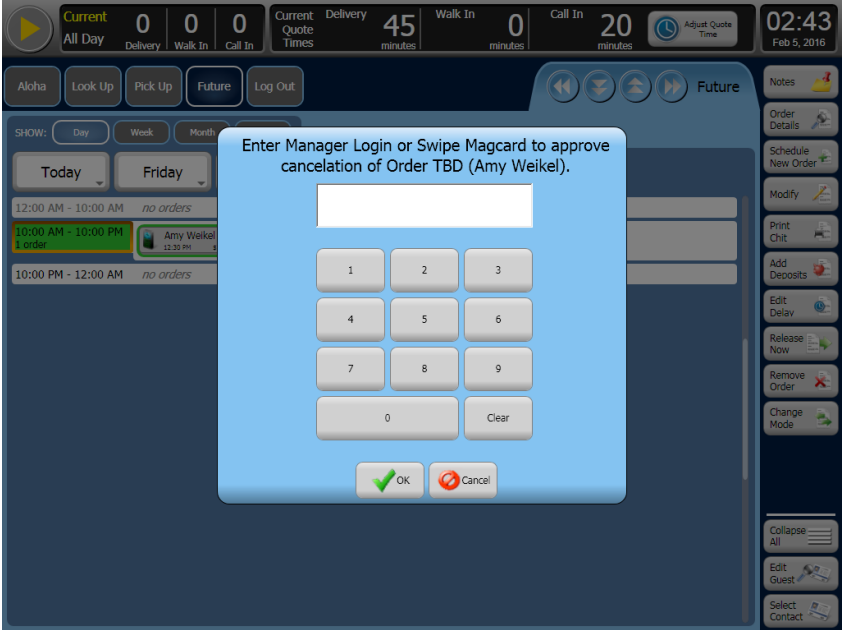 Current
All Day
0
Delivery
0
Walk In
0
Call In
Current
Quote
Times
Delivery
45
minutes
Walk In
0
minutes
Call In
20
minutes
Adjust Quote
Time
02:43
Feb 5, 2016
Aloha
Look Up
Pick Up
Future
Log Out
Future
SHOW:
Day
Week
Month
Today
Friday
12:00 AM - 10:00 AM no orders
10:00 AM - 10:00 PM
1 order
Amy Weikel
12:30 PM
10:00 PM - 12:00 AM no orders
Enter Manager Login or Swipe Magcard to approve
cancelation of Order TBD (Amy Weikel).
1 2 3
4 5 6
7 8 9
0 Clear
OK Cancel
Notes
Order
Details
Schedule
New Order
Modify
Print
Chit
Add
Deposits
Edit
Delay
Release
Now
Remove
Order
Change
Mode
Collapse
All
Edit
Guest
Select
Contact